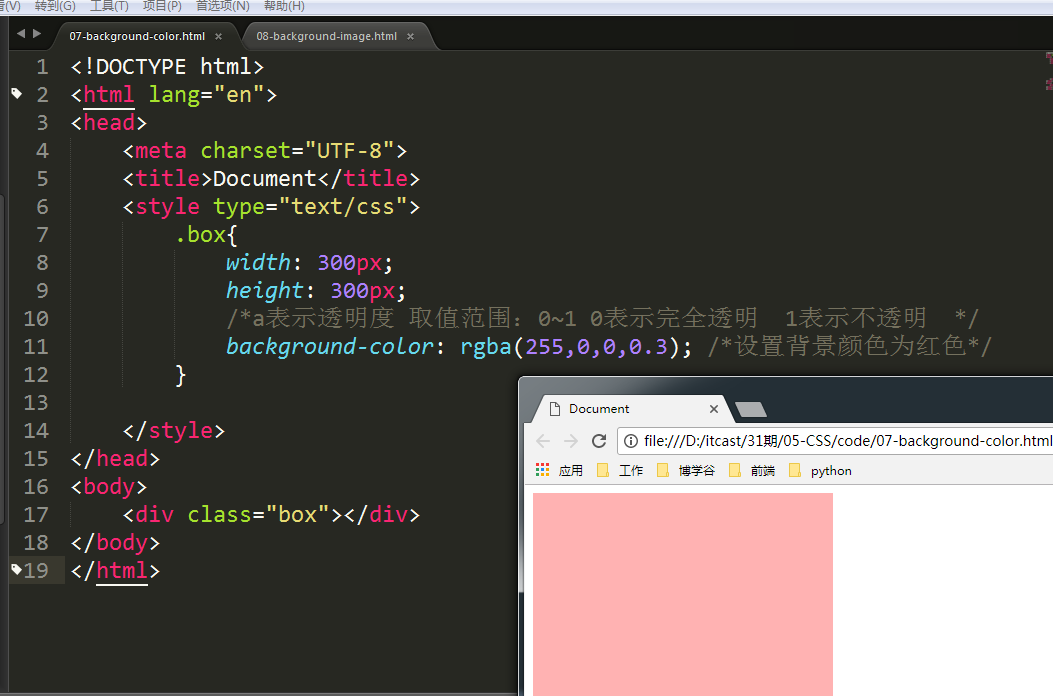 (V) 转到(G) 工具(T) 项目(P) 首选项(N) 帮助(H)
07-background-color.html × 08-background-image.html ×
1 <!DOCTYPE html>
2 <html lang="en">
3 <head>
4 <meta charset="UTF-8">
5 <title>Document</title>
6 <style type="text/css">
7 .box{
8 width: 300px;
9 height: 300px;
10 /*a表示透明度 取值范围：0~1 0表示完全透明 1表示不透明 */
11 background-color: rgba(255,0,0,0.3); /*设置背景颜色为红色*/
12 }
13
14 </style>
15 </head>
16 <body>
17 <div class="box"></div>
18 </body>
19 </html>
Document ×
file:///D:/itcast/31期/05-CSS/code/07-background-color.html
应用 工作 博学谷 前端 python